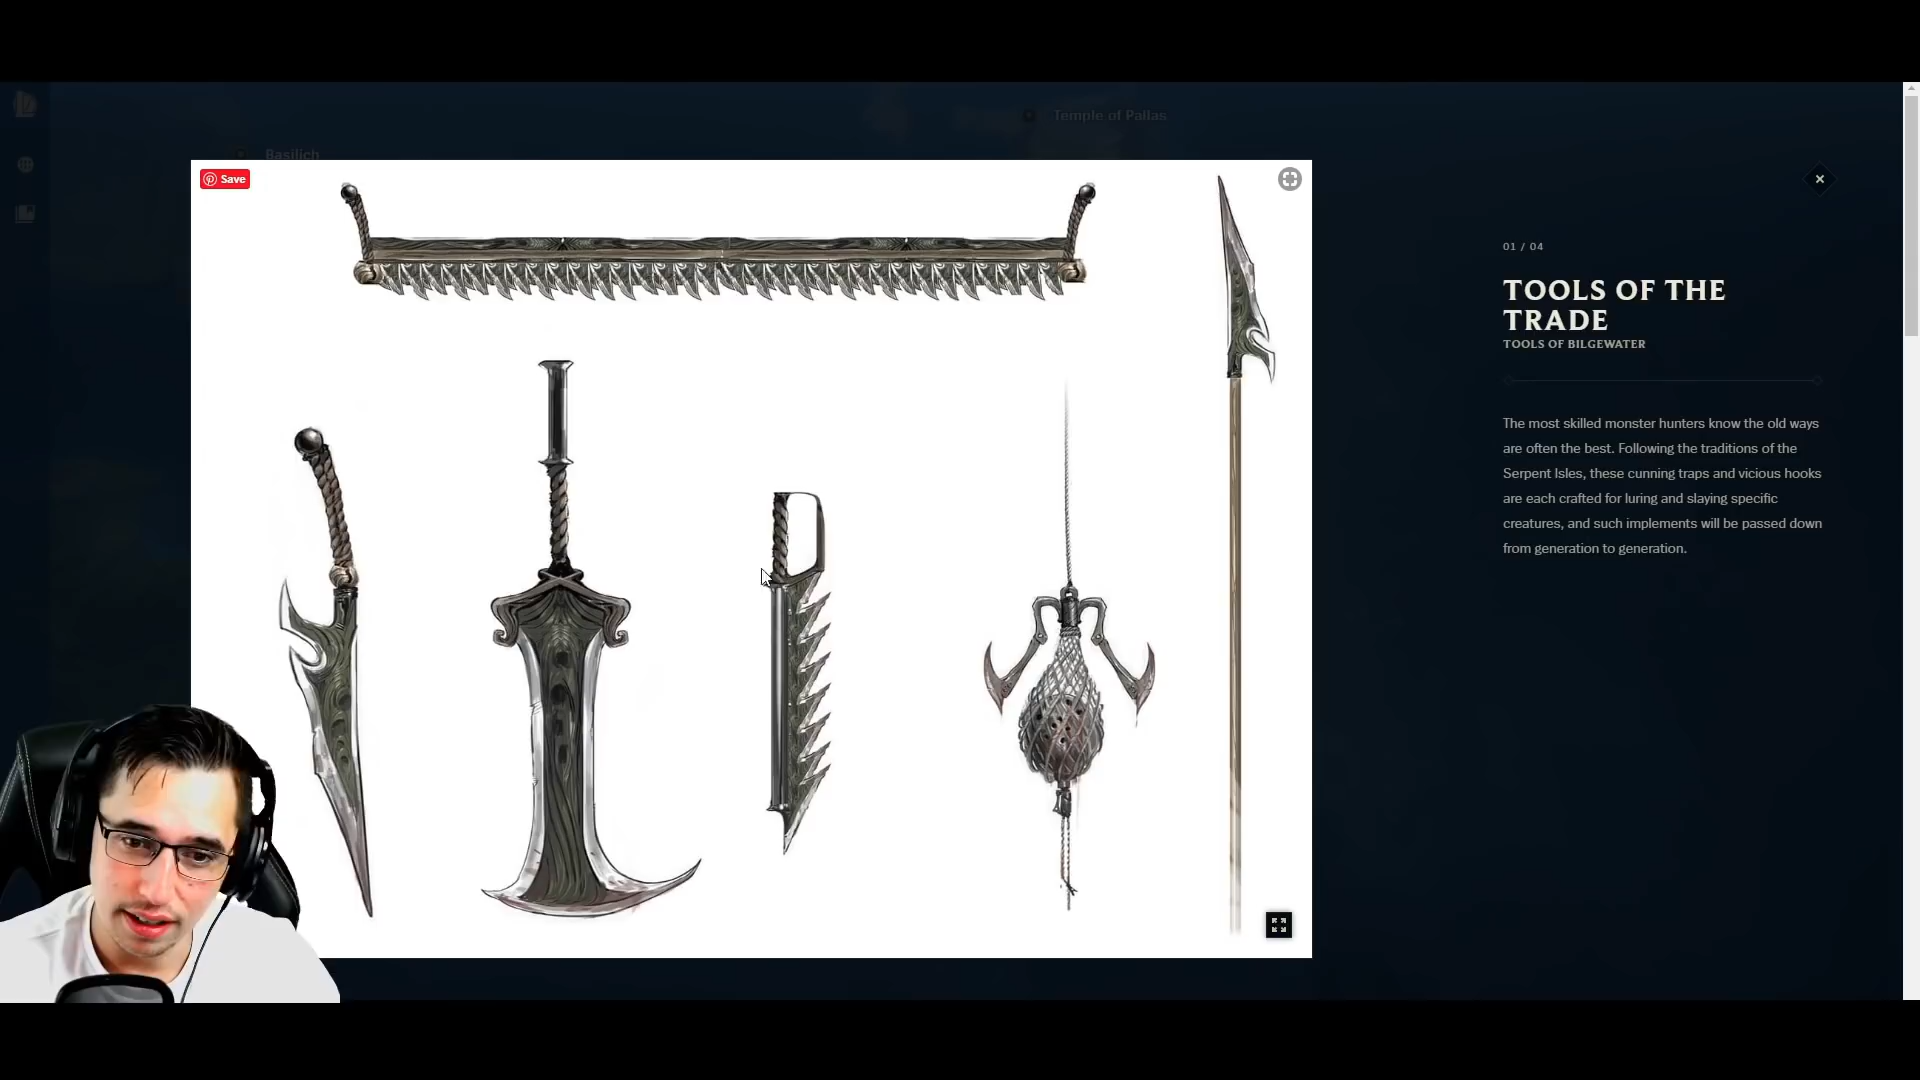 Temple of Pallas
Basilich
Save
01 / 04
TOOLS OF THE
TRADE
TOOLS OF BILGEWATER
The most skilled monster hunters know the old ways
are often the best. Following the traditions of the
Serpent Isles, these cunning traps and vicious hooks
are each crafted for luring and slaying specific
creatures, and such implements will be passed down
from generation to generation.